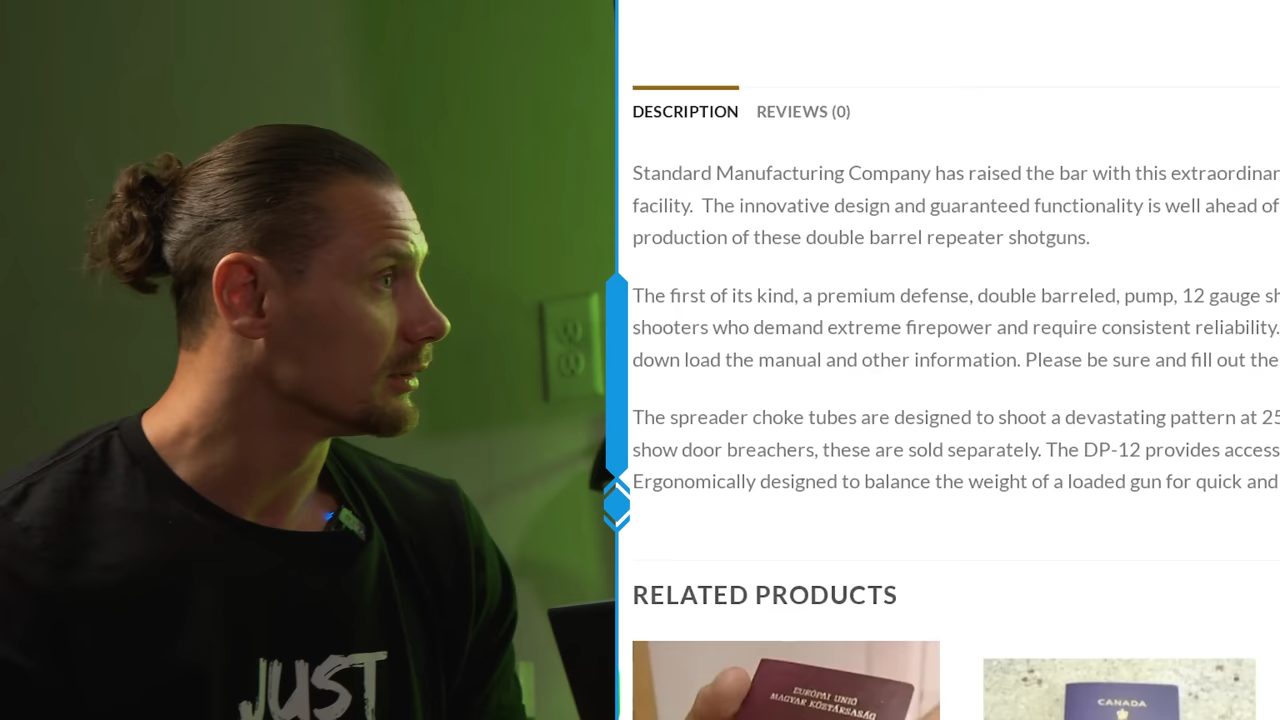 DESCRIPTION REVIEWS (0)
Standard Manufacturing Company has raised the bar with this extraordinar
facility. The innovative design and guaranteed functionality is well ahead of
production of these double barrel repeater shotguns.
The first of its kind, a premium defense, double barreled, pump, 12 gauge sh
shooters who demand extreme firepower and require consistent reliability.
down load the manual and other information. Please be sure and fill out the
The spreader choke tubes are designed to shoot a devastating pattern at 25
show door breachers, these are sold separately. The DP-12 provides access
Ergonomically designed to balance the weight of a loaded gun for quick and
RELATED PRODUCTS
EURÓPAI UNIÓ
MAGYAR KÖZTÁRSASÁG
CANADA
JUST